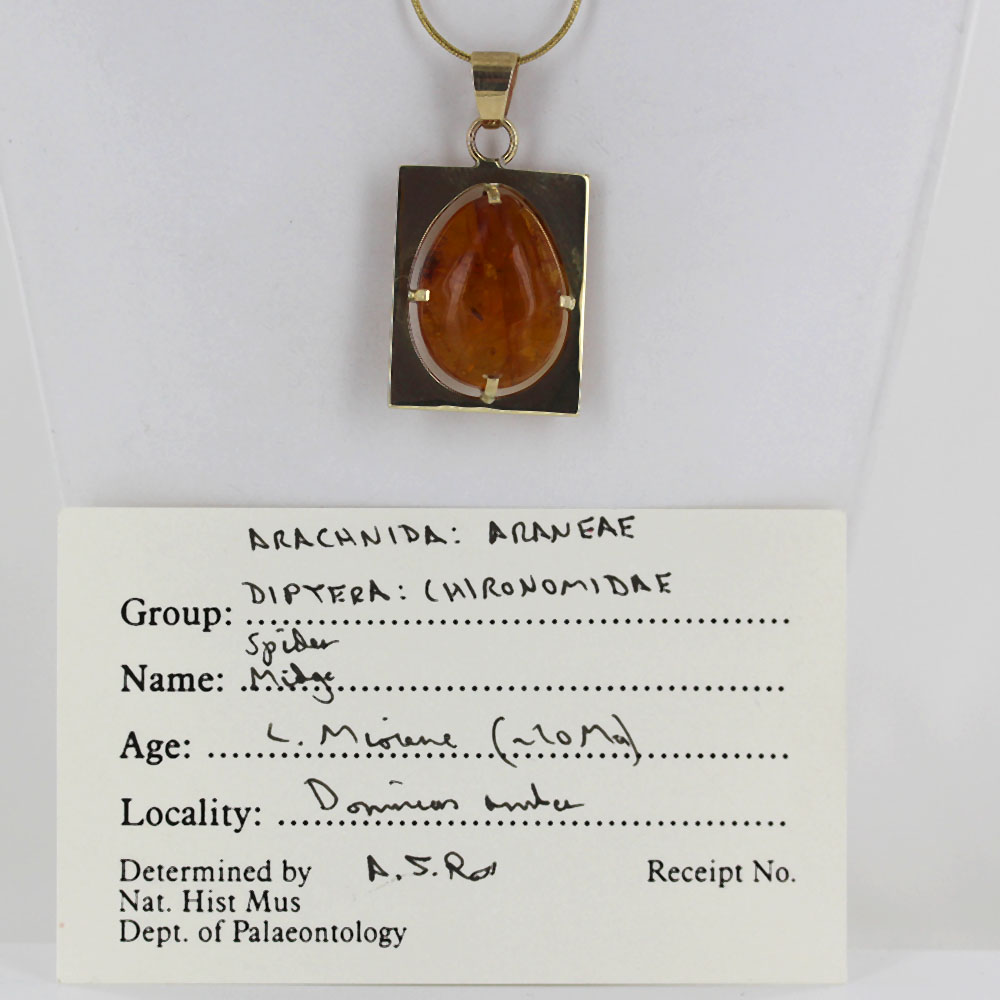 ARACHNIDA: ARANEAE
DIPTERA: CHIRONOMIDAE
Group:
Spider
Name: Midge
Age: L. Miocene (~20 Ma)
Locality: Dominican amber
Determined by A. J. Ross Receipt No.
Nat. Hist Mus
Dept. of Palaeontology